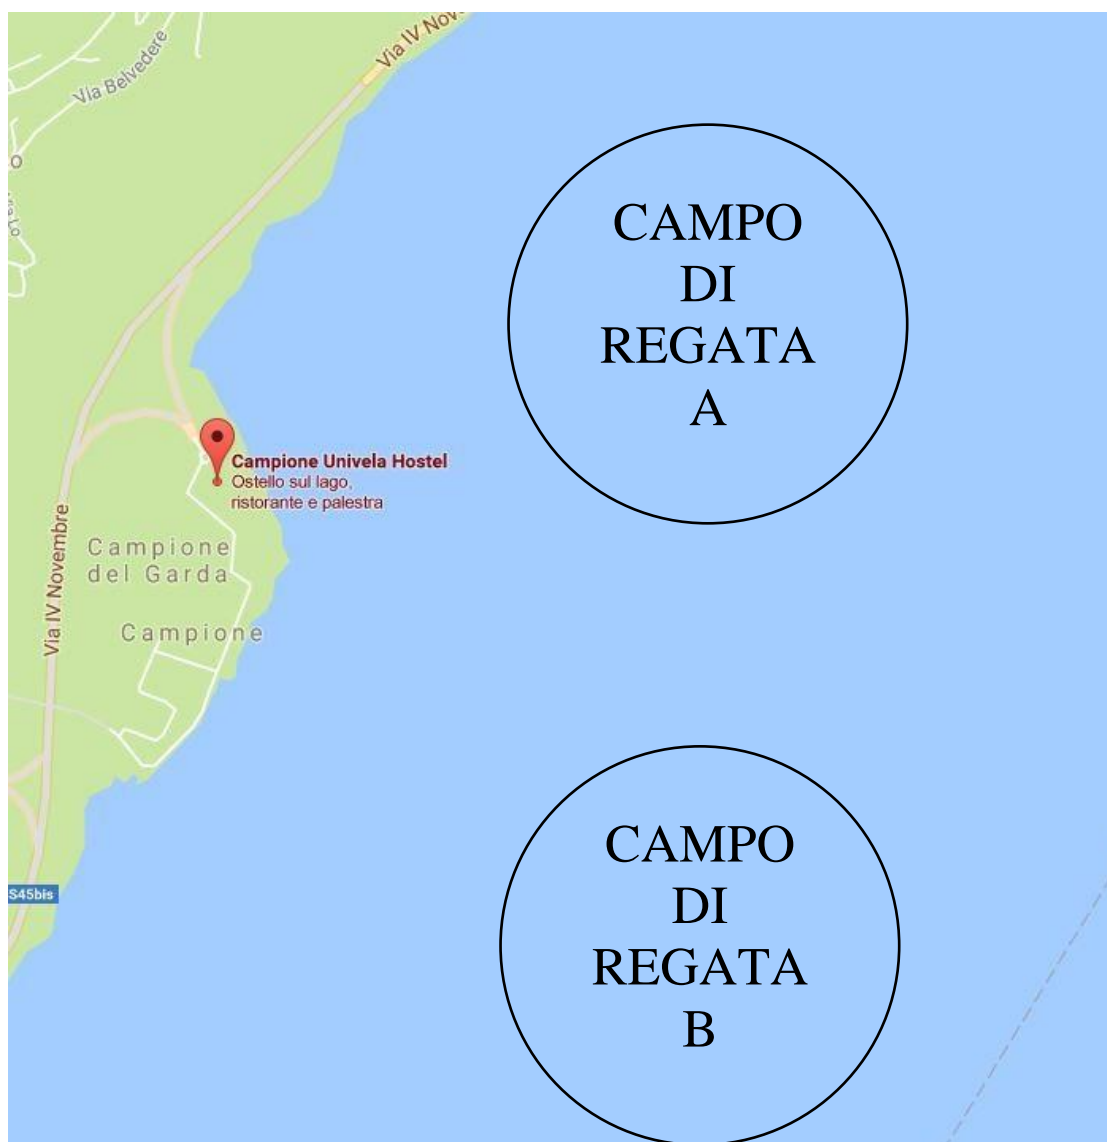 Via IV Nov
Via Belvedere
CAMPO
DI
REGATA
A
Campione Univela Hostel
Ostello sul lago,
ristorante e palestra
Via IV Novembre
Campione
del Garda
Campione
CAMPO
DI
REGATA
B
S45bis